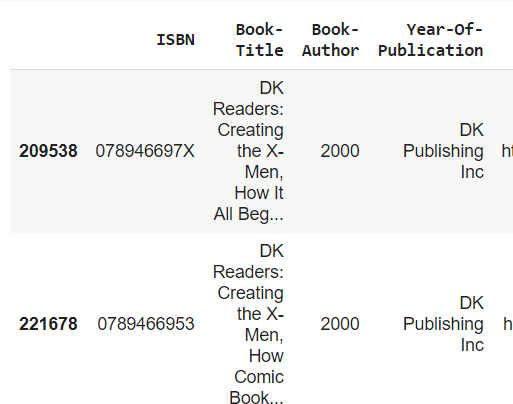 ISBN Book- Book- Year-Of-
Title Author Publication
DK
Readers:
Creating
209538 078946697X the X- 2000 DK Publishing Inc ht
Men,
How It
All Beg...
DK
Readers:
Creating
221678 0789466953 the X- 2000 DK Publishing Inc h
Men,
How
Comic
Book...